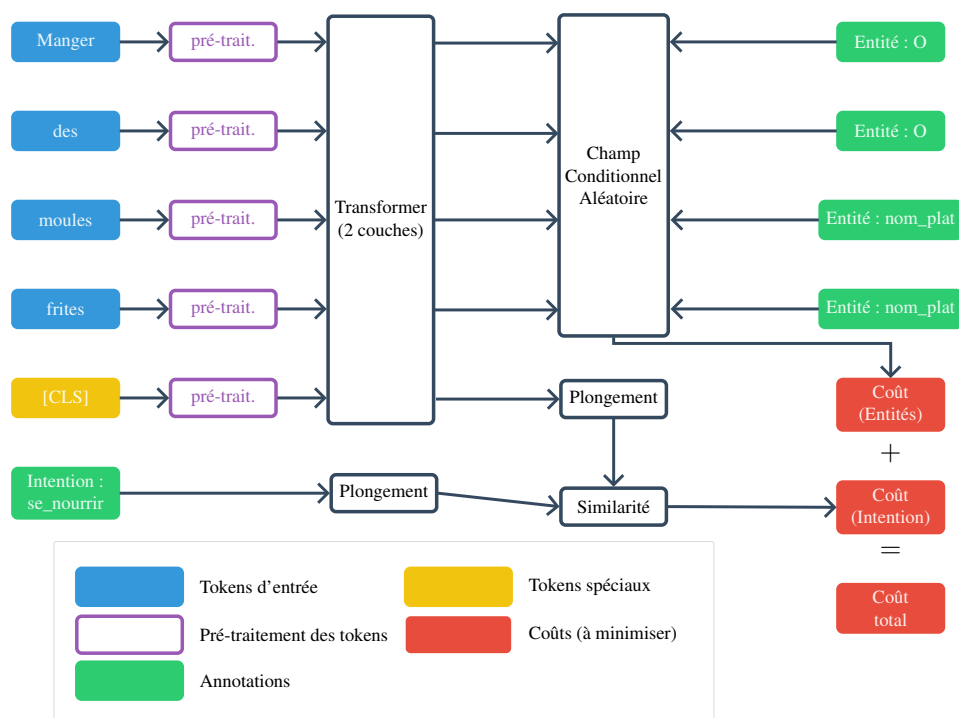 Manger
pré-trait.
Entité : O
des
pré-trait.
Entité : O
Champ
Conditionnel
Aléatoire
Transformer
(2 couches)
moules
pré-trait.
Entité : nom_plat
frites
pré-trait.
Entité : nom_plat
[CLS]
pré-trait.
Plongement
Coût
(Entités)
+
Intention :
se_nourrir
Plongement
Similarité
Coût
(Intention)
=
Coût
total
Tokens d'entrée
Tokens spéciaux
Pré-traitement des tokens
Coûts (à minimiser)
Annotations